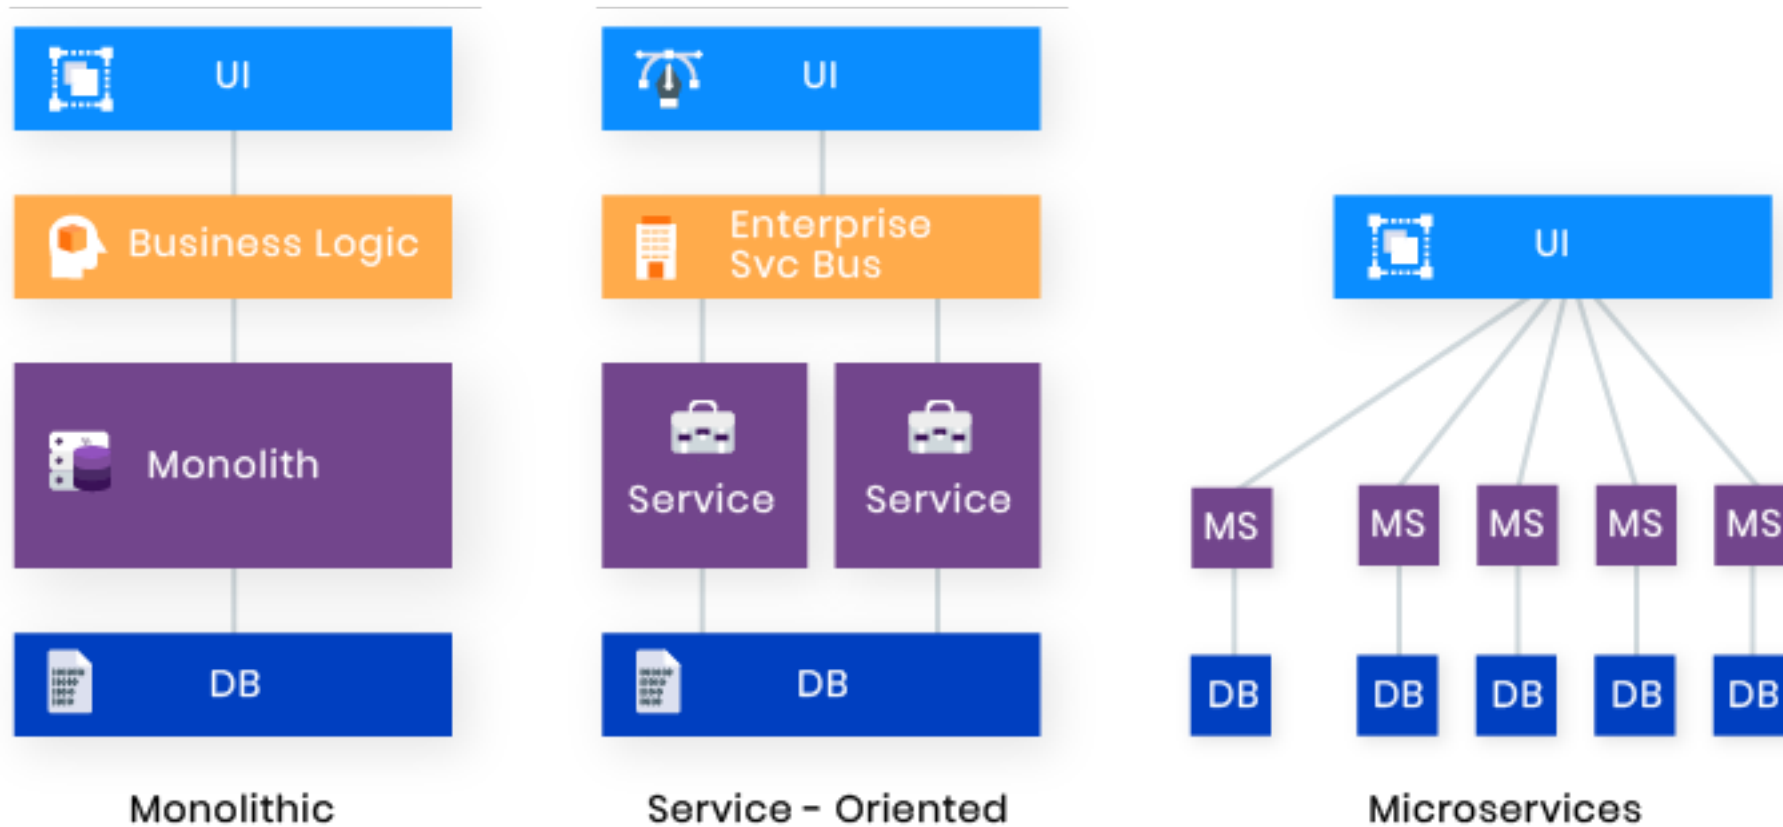 UI
Business Logic
Monolith
DB
Monolithic
UI
Enterprise
Svc Bus
Service
Service
DB
Service - Oriented
UI
MS
MS
MS
MS
MS
DB
DB
DB
DB
DB
Microservices